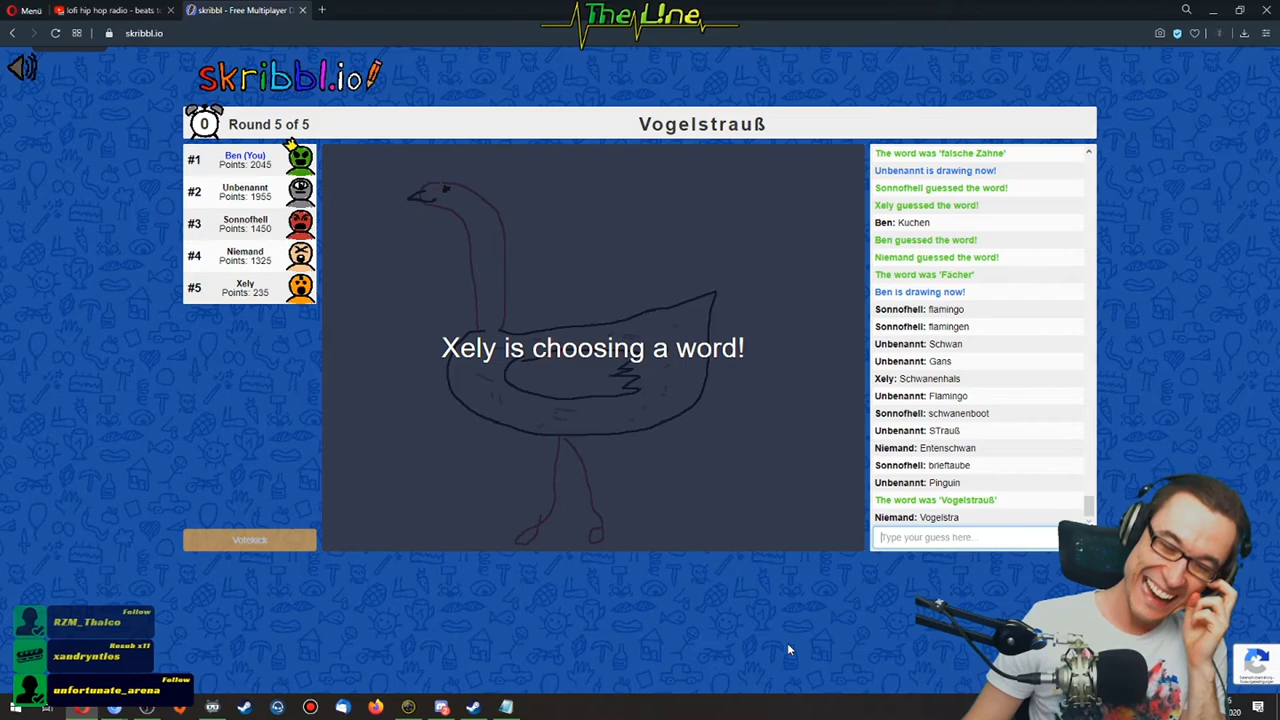 Menü
lofi hip hop radio - beats to
skribbl - Free Multiplayer D
The L!ne
skribbl.io
skribbl.io
0
Round 5 of 5
Vogelstrauß
#1
Ben (You)
Points: 2045
#2
Unbenannt
Points: 1955
#3
Sonnofhell
Points: 1450
#4
Niemand
Points: 1325
#5
Xely
Points: 235
Votekick
Xely is choosing a word!
The word was 'falsche Zähne'
Unbenannt is drawing now!
Sonnofhell guessed the word!
Xely guessed the word!
Ben: Kuchen
Ben guessed the word!
Niemand guessed the word!
The word was 'Fächer'
Ben is drawing now!
Sonnofhell: flamingo
Sonnofhell: flamingen
Unbenannt: Schwan
Unbenannt: Gans
Xely: Schwanenhals
Unbenannt: Flamingo
Sonnofhell: schwanenboot
Unbenannt: STrauß
Niemand: Entenschwan
Sonnofhell: brieftaube
Unbenannt: Pinguin
The word was 'Vogelstrauß'
Niemand: Vogelstra
Type your guess here...
Follow
RZM_Thaico
Resub x11
xandryntios
Follow
unfortunate_arena